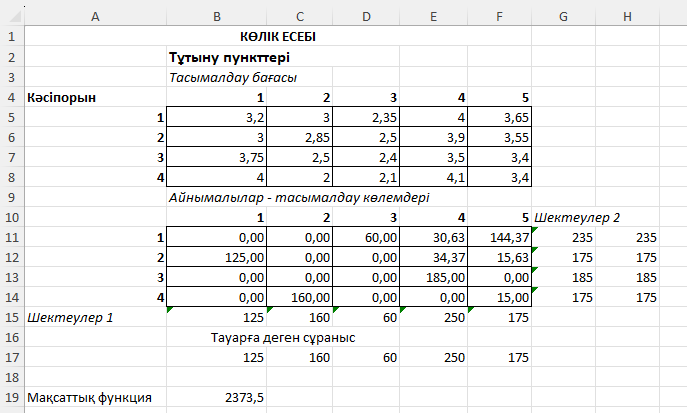 A B C D E F G H
1 КӨЛІК ЕСЕБІ
2 Тұтыну пункттері
3 Тасымалдау бағасы
4 Кәсіпорын 1 2 3 4 5
5 1 3,2 3 2,35 4 3,65
6 2 3 2,85 2,5 3,9 3,55
7 3 3,75 2,5 2,4 3,5 3,4
8 4 4 2 2,1 4,1 3,4
9 Айнымалылар - тасымалдау көлемдері
10 1 2 3 4 5 Шектеулер 2
11 1 0,00 0,00 60,00 30,63 144,37 235 235
12 2 125,00 0,00 0,00 34,37 15,63 175 175
13 3 0,00 0,00 0,00 185,00 0,00 185 185
14 4 0,00 160,00 0,00 0,00 15,00 175 175
15 Шектеулер 1 125 160 60 250 175
16 Тауарға деген сұраныс
17 125 160 60 250 175
18
19 Мақсаттық функция 2373,5